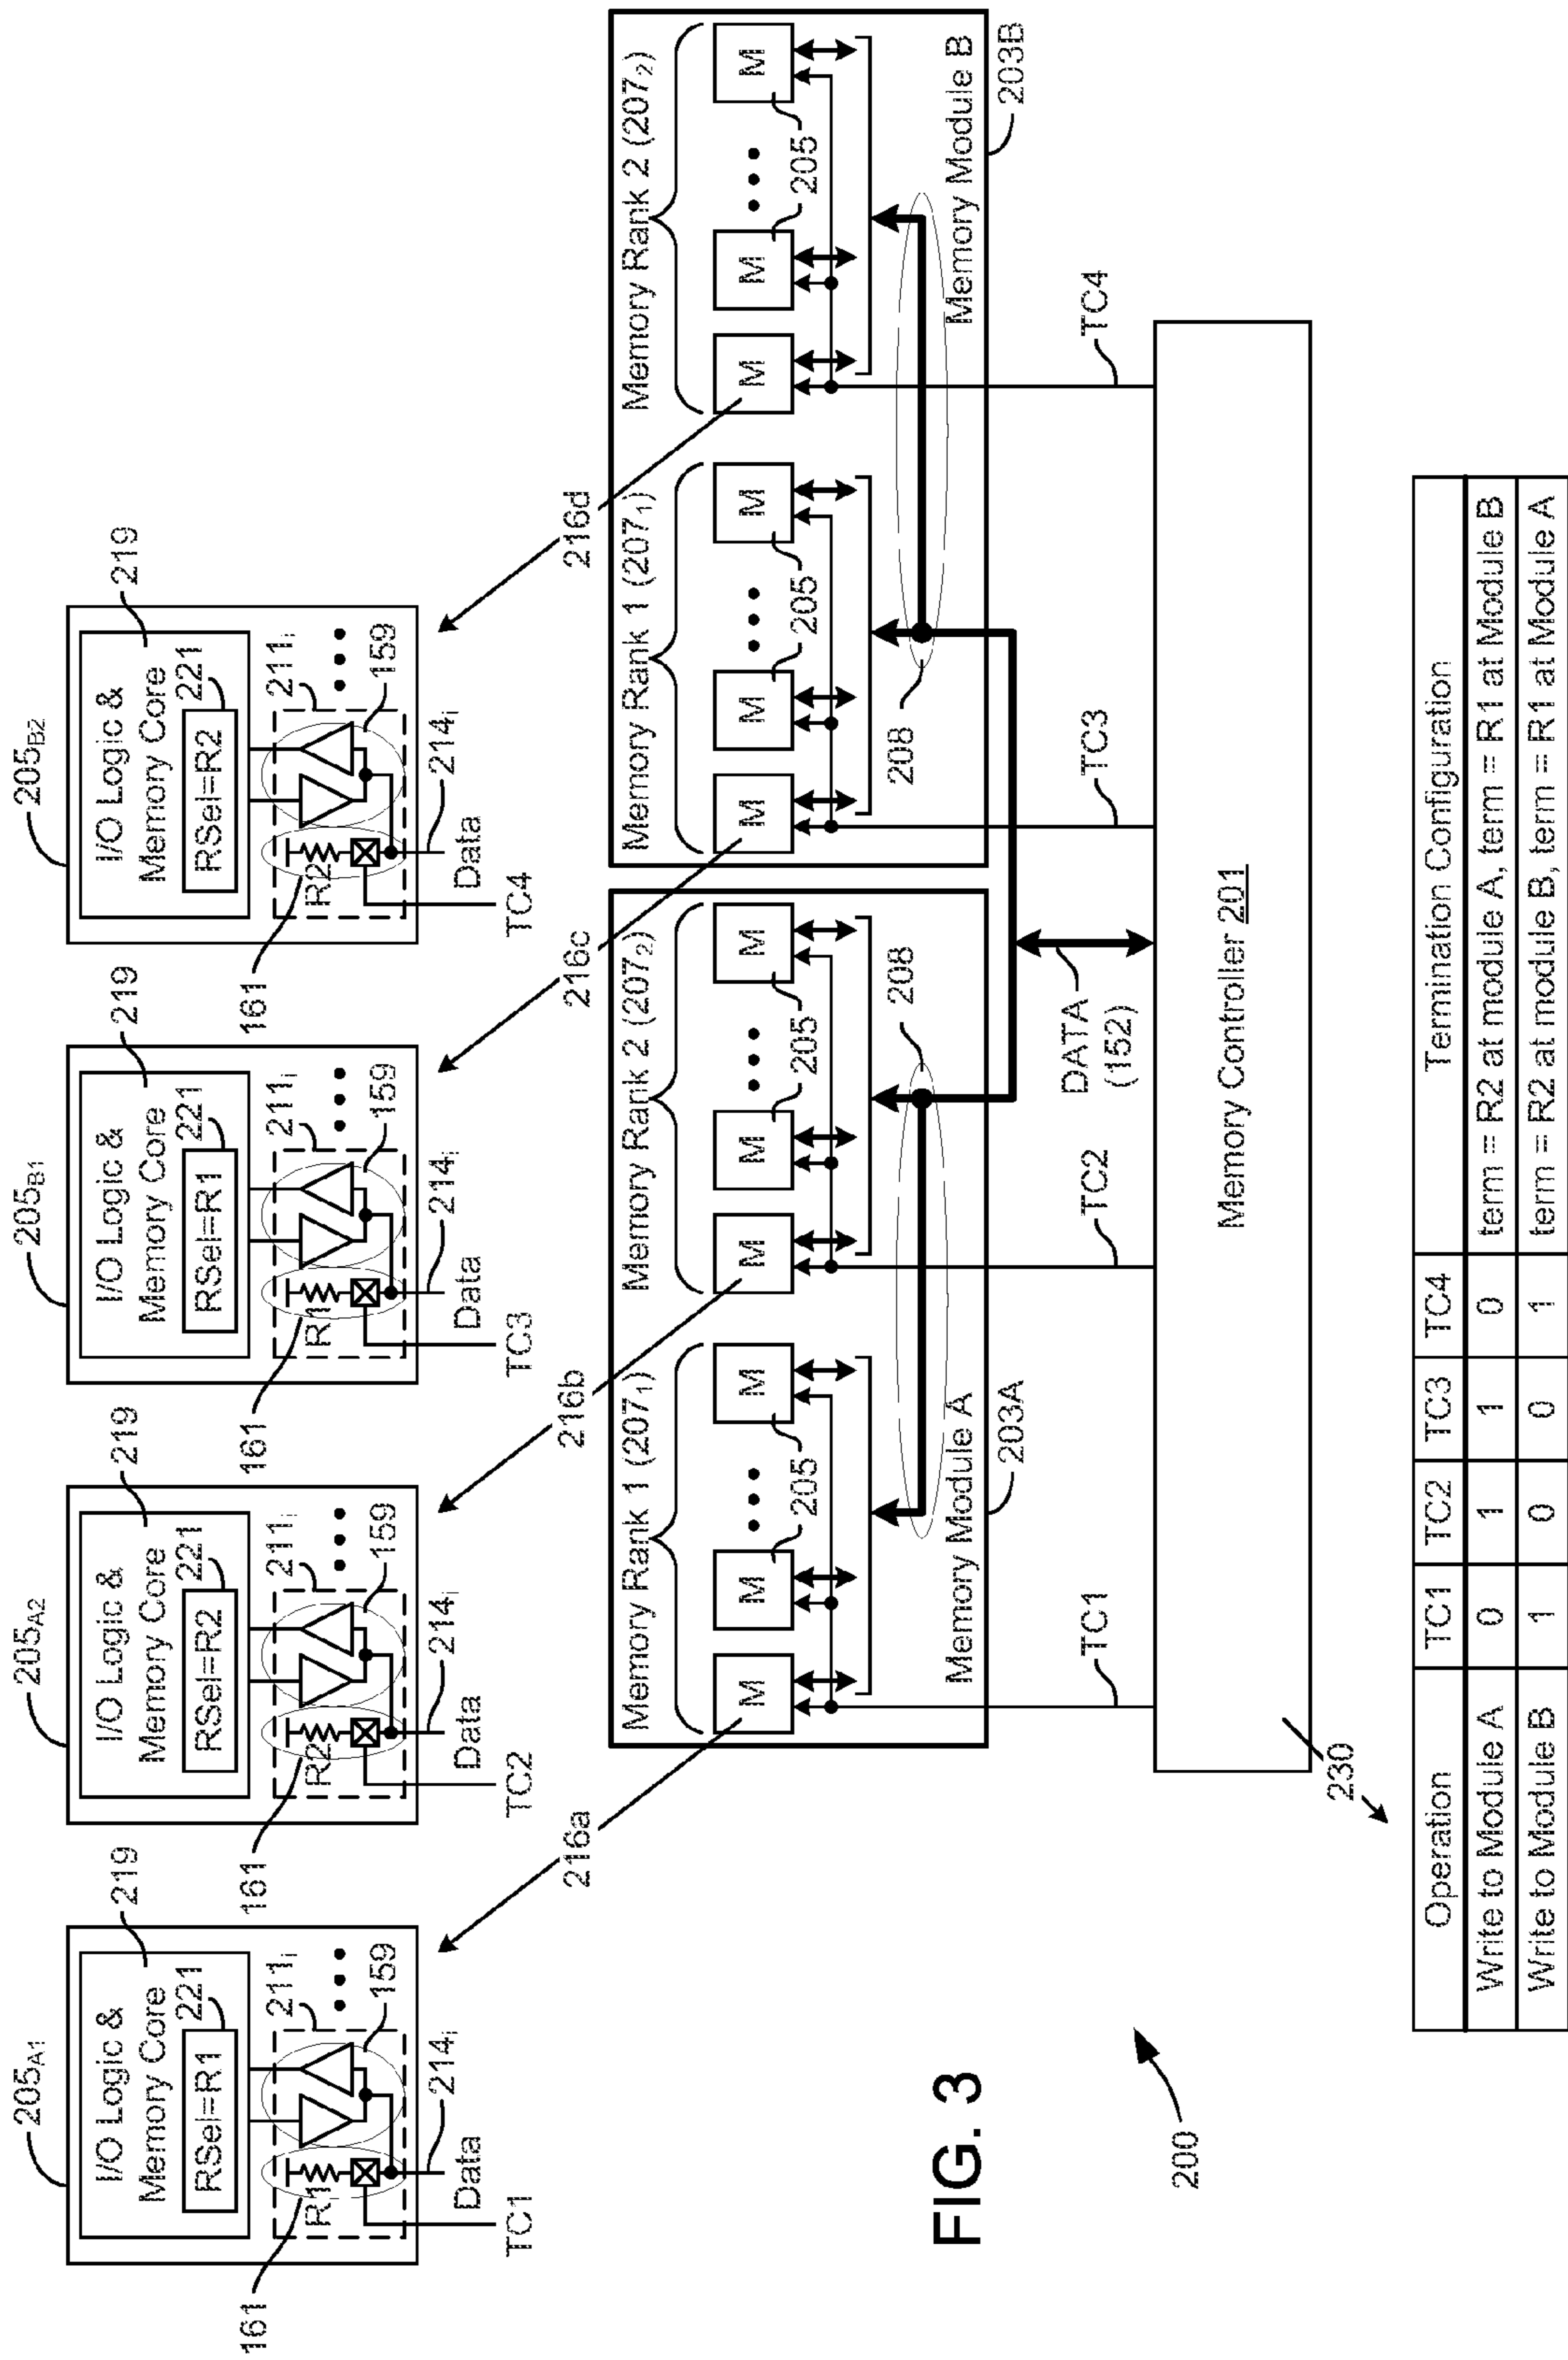 205A1
I/O Logic &
Memory Core
219
RSel=R1
221
R1
211i
159
161
214i
Data
TC1
205A2
I/O Logic &
Memory Core
219
RSel=R2
221
R2
211i
159
161
214i
Data
TC2
205B1
I/O Logic &
Memory Core
219
RSel=R1
221
R1
211i
159
161
214i
Data
TC3
205B2
I/O Logic &
Memory Core
219
RSel=R2
221
R2
211i
159
161
214i
Data
TC4
216a
216b
216c
216d
Memory Rank 1 (207₁)
M
M
M
205
Memory Rank 2 (207₂)
M
M
M
205
208
Memory Module A
203A
Memory Rank 1 (207₁)
M
M
M
205
Memory Rank 2 (207₂)
M
M
M
205
208
Memory Module B
203B
TC1
TC2
DATA
(152)
TC3
TC4
Memory Controller 201
FIG. 3
200
230
Operation TC1 TC2 TC3 TC4 Termination Configuration
Write to Module A 0 1 1 0 term = R2 at module A, term = R1 at Module B
Write to Module B 1 0 0 1 term = R2 at module B, term = R1 at Module A